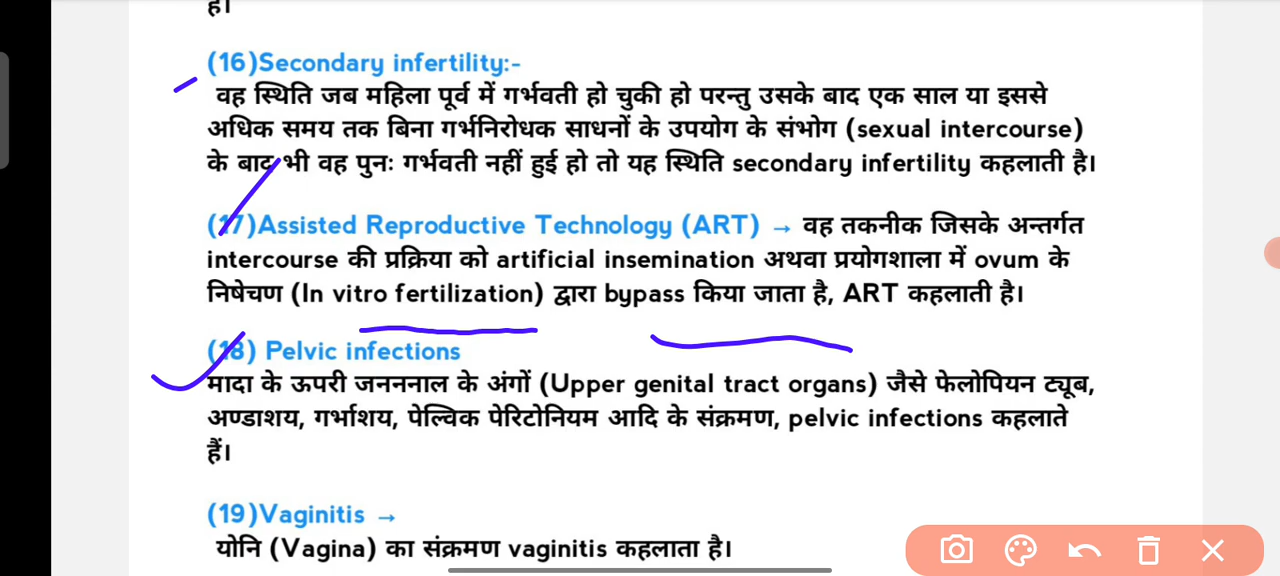 है।
(16)Secondary infertility:-
वह स्थिति जब महिला पूर्व में गर्भवती हो चुकी हो परन्तु उसके बाद एक साल या इससे
अधिक समय तक बिना गर्भनिरोधक साधनों के उपयोग के संभोग (sexual intercourse)
के बाद भी वह पुनः गर्भवती नहीं हुई हो तो यह स्थिति secondary infertility कहलाती है।
(17)Assisted Reproductive Technology (ART) → वह तकनीक जिसके अन्तर्गत
intercourse की प्रक्रिया को artificial insemination अथवा प्रयोगशाला में ovum के
निषेचण (In vitro fertilization) द्वारा bypass किया जाता है, ART कहलाती है।
(18) Pelvic infections
मादा के ऊपरी जनननाल के अंगों (Upper genital tract organs) जैसे फेलोपियन ट्यूब,
अण्डाशय, गर्भाशय, पेल्विक पेरिटोनियम आदि के संक्रमण, pelvic infections कहलाते
हैं।
(19)Vaginitis →
योनि (Vagina) का संक्रमण vaginitis कहलाता है।